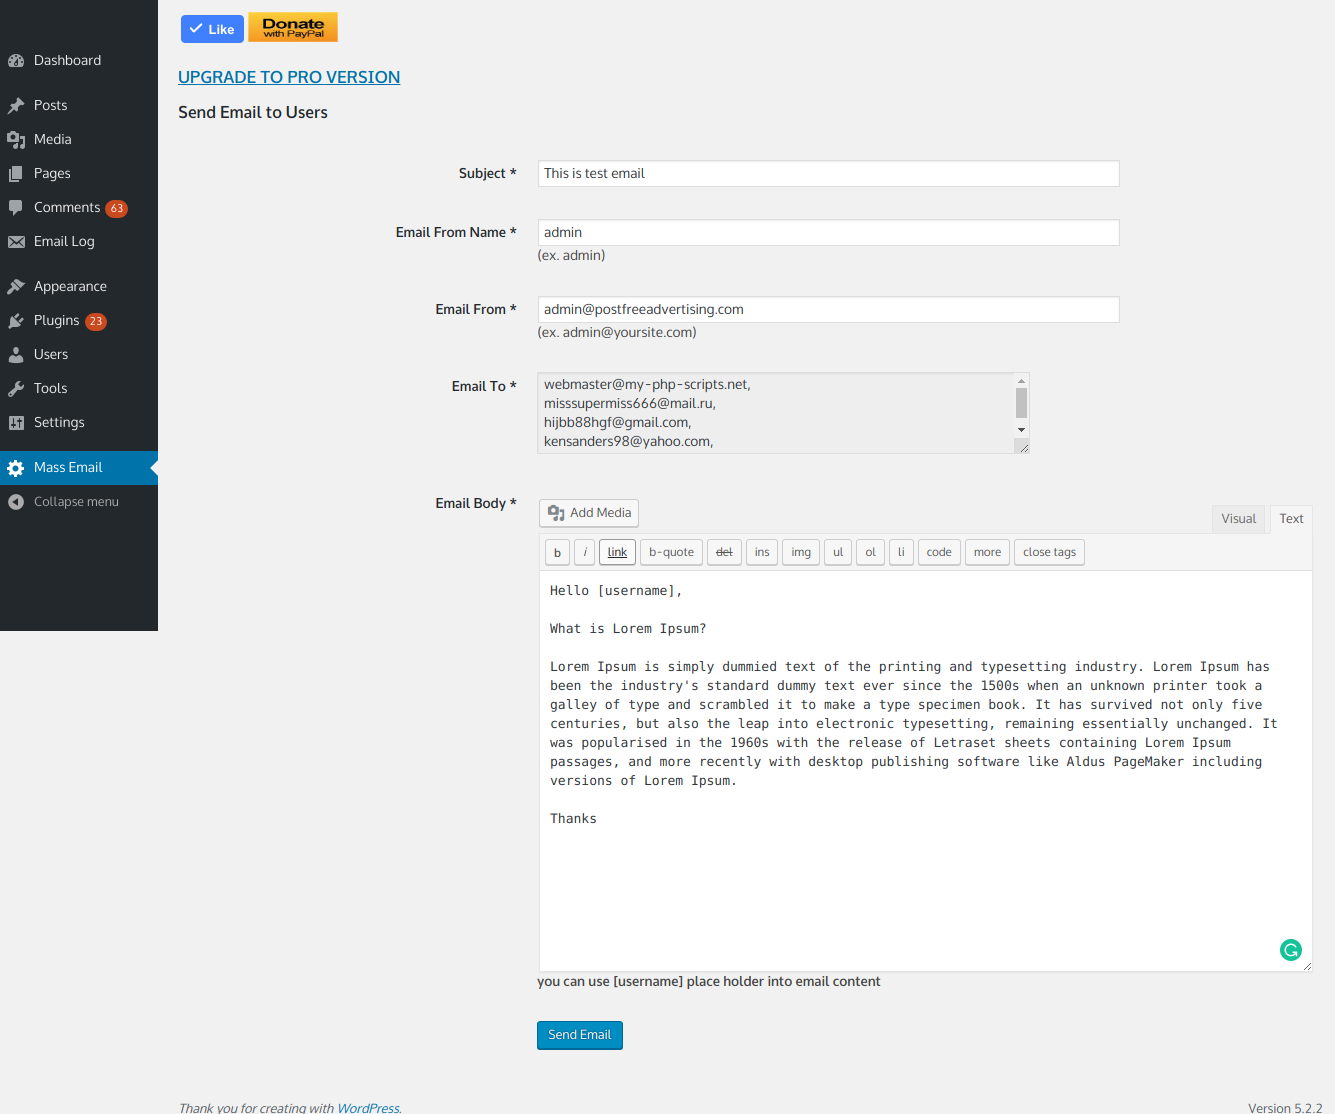 Like
Donate
with PayPal
Dashboard
Posts
Media
Pages
Comments 63
Email Log
Appearance
Plugins 23
Users
Tools
Settings
Mass Email
Collapse menu
UPGRADE TO PRO VERSION
Send Email to Users
Subject * This is test email
Email From Name * admin
(ex. admin)
Email From * admin@postfreeadvertising.com
(ex. admin@yoursite.com)
Email To * webmaster@my-php-scripts.net,
misssupermiss666@mail.ru,
hijbb88hgf@gmail.com,
kensanders98@yahoo.com,
Email Body * Add Media
Visual Text
b i link b-quote del ins img ul ol li code more close tags
Hello [username],
What is Lorem Ipsum?
Lorem Ipsum is simply dummied text of the printing and typesetting industry. Lorem Ipsum has
been the industry's standard dummy text ever since the 1500s when an unknown printer took a
galley of type and scrambled it to make a type specimen book. It has survived not only five
centuries, but also the leap into electronic typesetting, remaining essentially unchanged. It
was popularised in the 1960s with the release of Letraset sheets containing Lorem Ipsum
passages, and more recently with desktop publishing software like Aldus PageMaker including
versions of Lorem Ipsum.
Thanks
you can use [username] place holder into email content
Send Email
Thank you for creating with WordPress.
Version 5.2.2